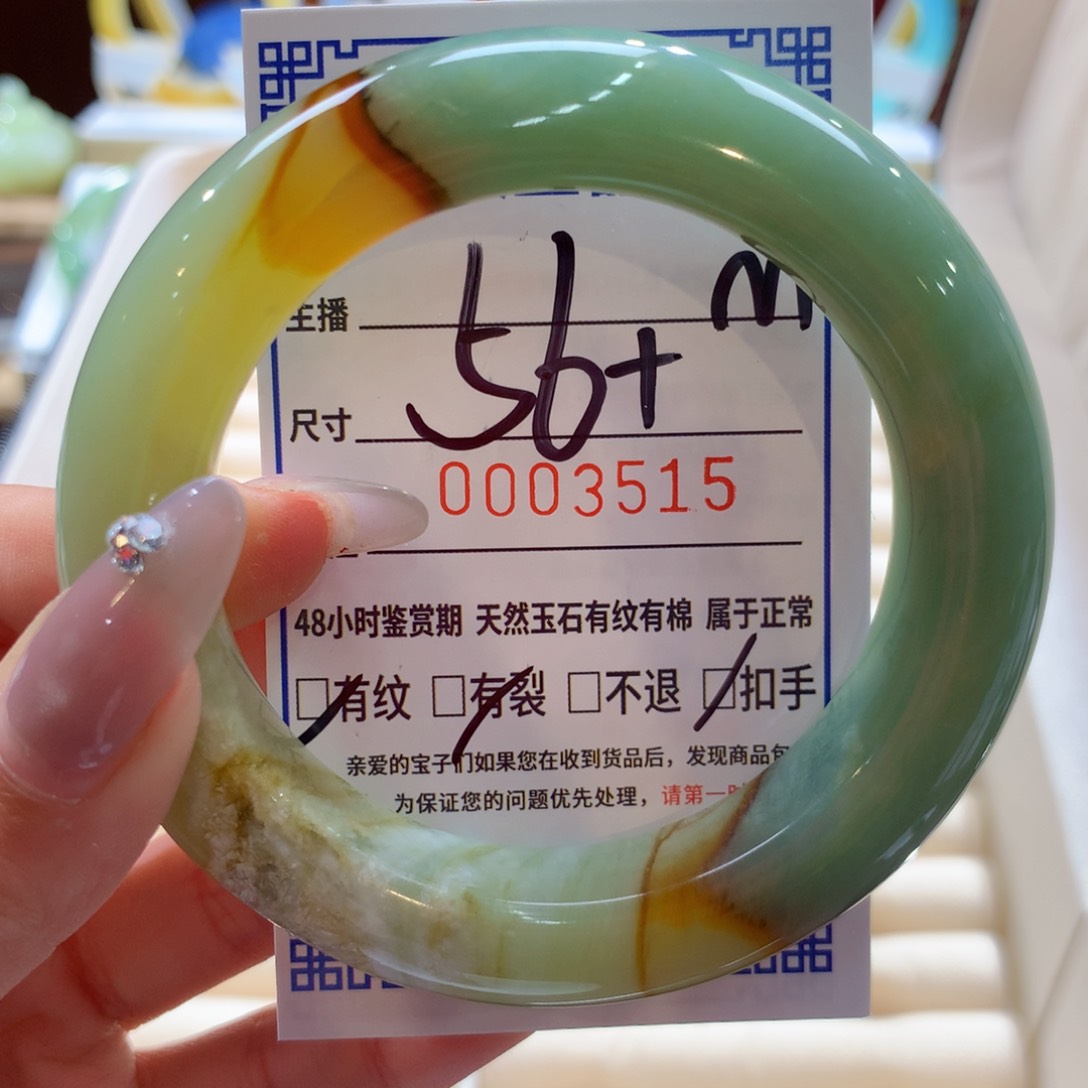 主播 m
尺寸 56+
0003515
48小时鉴赏期 天然玉石有纹有棉 属于正常
□有纹 □有裂 □不退 □扣手
亲爱的宝子们如果您在收到货品后，发现商品包
为保证您的问题优先处理，请第一时